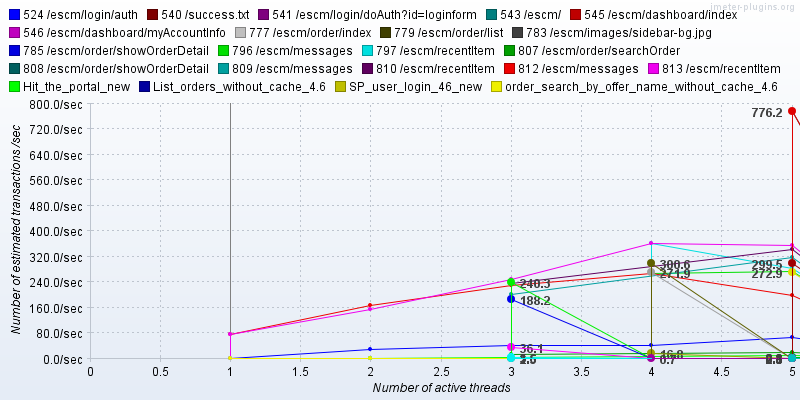 jmeter-plugins.org
524 /escm/login/auth 540 /success.txt 541 /escm/login/doAuth?id=loginform 543 /escm/ 545 /escm/dashboard/index
546 /escm/dashboard/myAccountInfo 777 /escm/order/index 779 /escm/order/list 783 /escm/images/sidebar-bg.jpg
785 /escm/order/showOrderDetail 796 /escm/messages 797 /escm/recentItem 807 /escm/order/searchOrder
808 /escm/order/showOrderDetail 809 /escm/messages 810 /escm/recentItem 812 /escm/messages 813 /escm/recentItem
Hit_the_portal_new List_orders_without_cache_4.6 SP_user_login_46_new order_search_by_offer_name_without_cache_4.6
Number of estimated transactions /sec
800.0/sec
776.2
720.0/sec
640.0/sec
560.0/sec
480.0/sec
400.0/sec
320.0/sec
300.6
299.5
271.9
272.9
240.0/sec
240.3
188.2
160.0/sec
80.0/sec
36.1
16.8
0.0/sec
0.7
0 0.5 1 1.5 2 2.5 3 3.5 4 4.5 5
Number of active threads